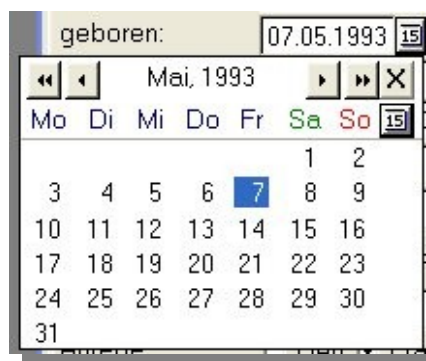 geboren: 07.05.1993 15
Mai, 1993
Mo Di Mi Do Fr Sa So 15
1 2
3 4 5 6 7 8 9
10 11 12 13 14 15 16
17 18 19 20 21 22 23
24 25 26 27 28 29 30
31